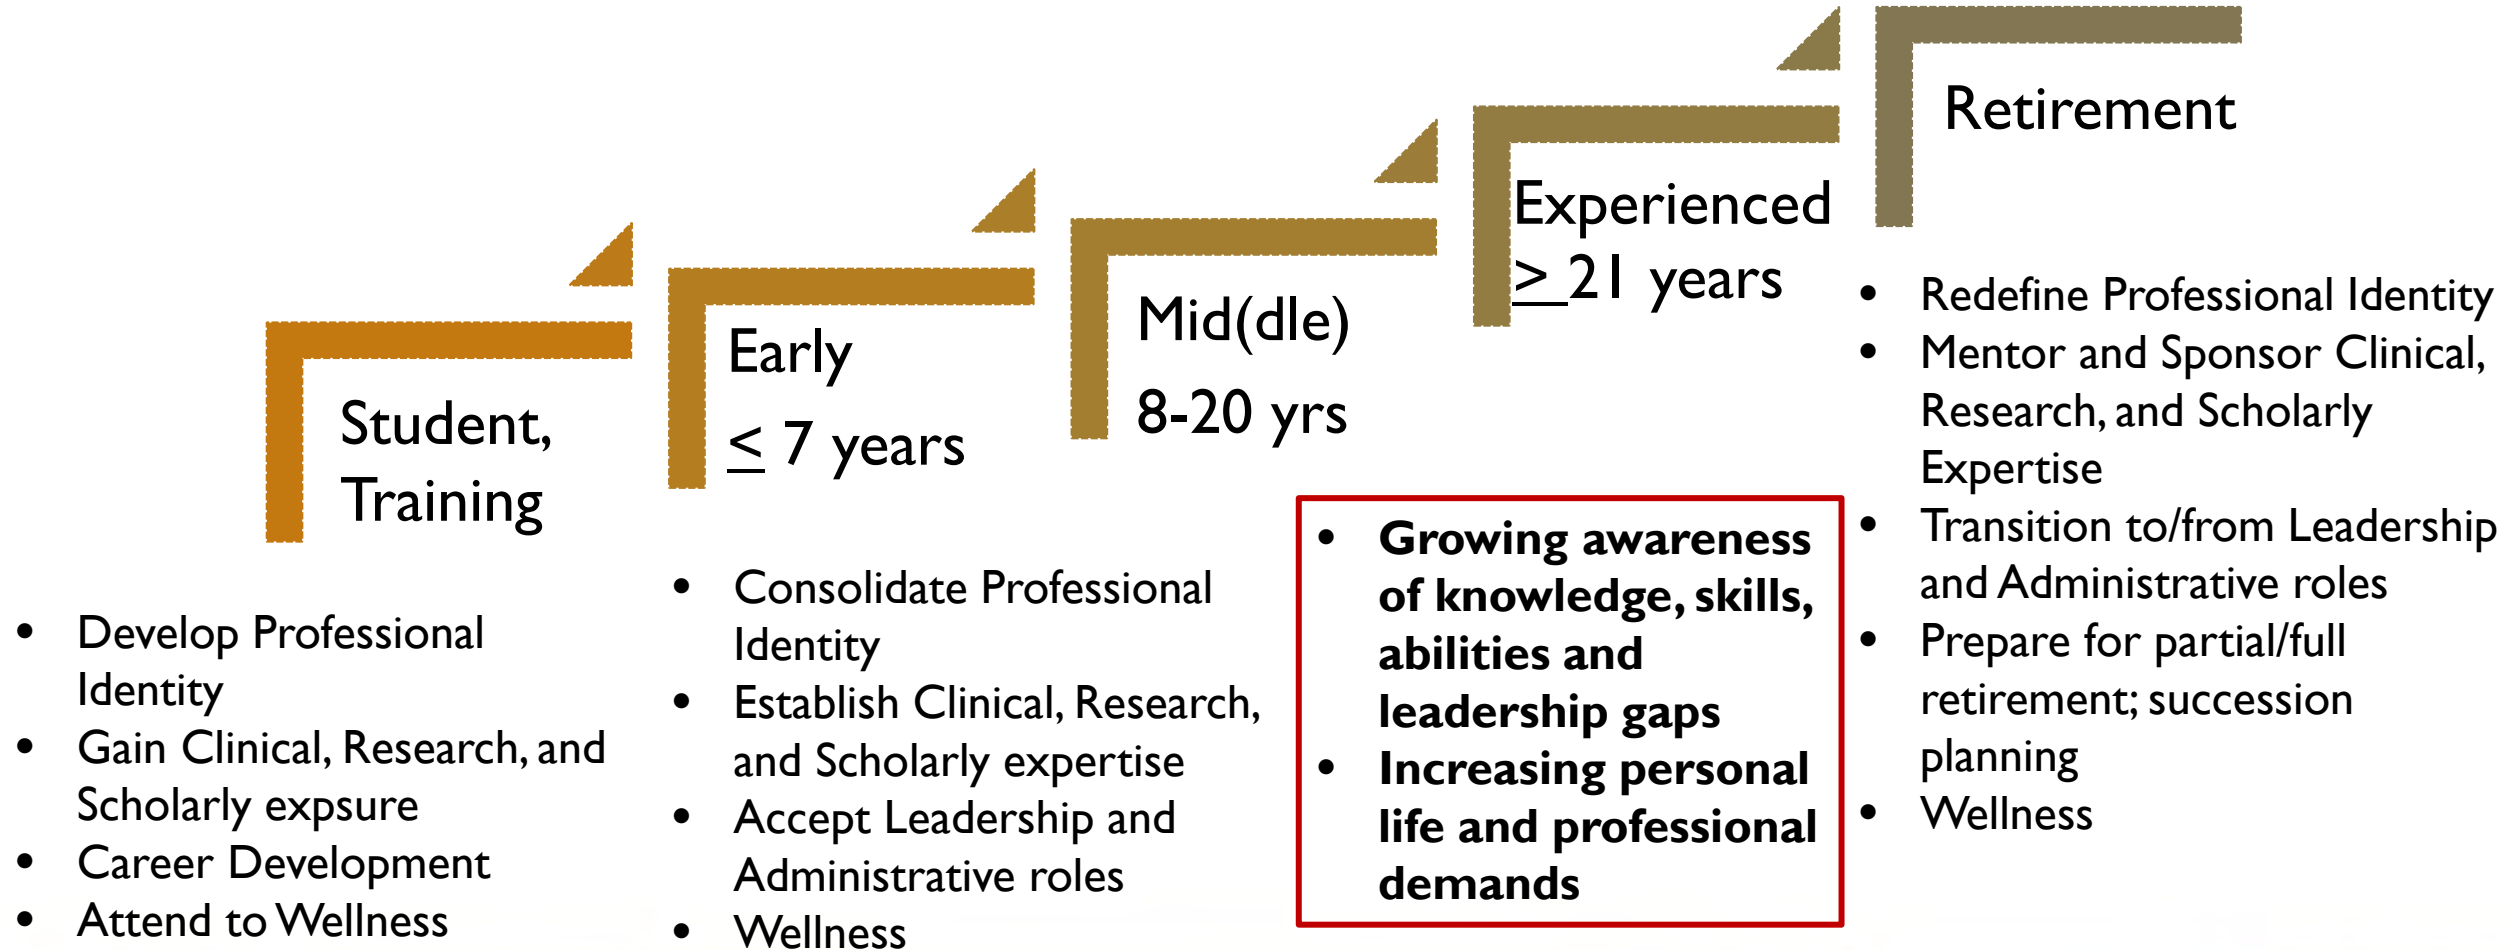 Student,
Training
Early
≤ 7 years
Mid(dle)
8-20 yrs
Experienced
≥ 21 years
Retirement
• Develop Professional
Identity
• Gain Clinical, Research, and
Scholarly expsure
• Career Development
• Attend to Wellness
• Consolidate Professional
Identity
• Establish Clinical, Research,
and Scholarly expertise
• Accept Leadership and
Administrative roles
• Wellness
• Growing awareness
of knowledge, skills,
abilities and
leadership gaps
• Increasing personal
life and professional
demands
• Redefine Professional Identity
• Mentor and Sponsor Clinical,
Research, and Scholarly
Expertise
• Transition to/from Leadership
and Administrative roles
• Prepare for partial/full
retirement; succession
planning
• Wellness